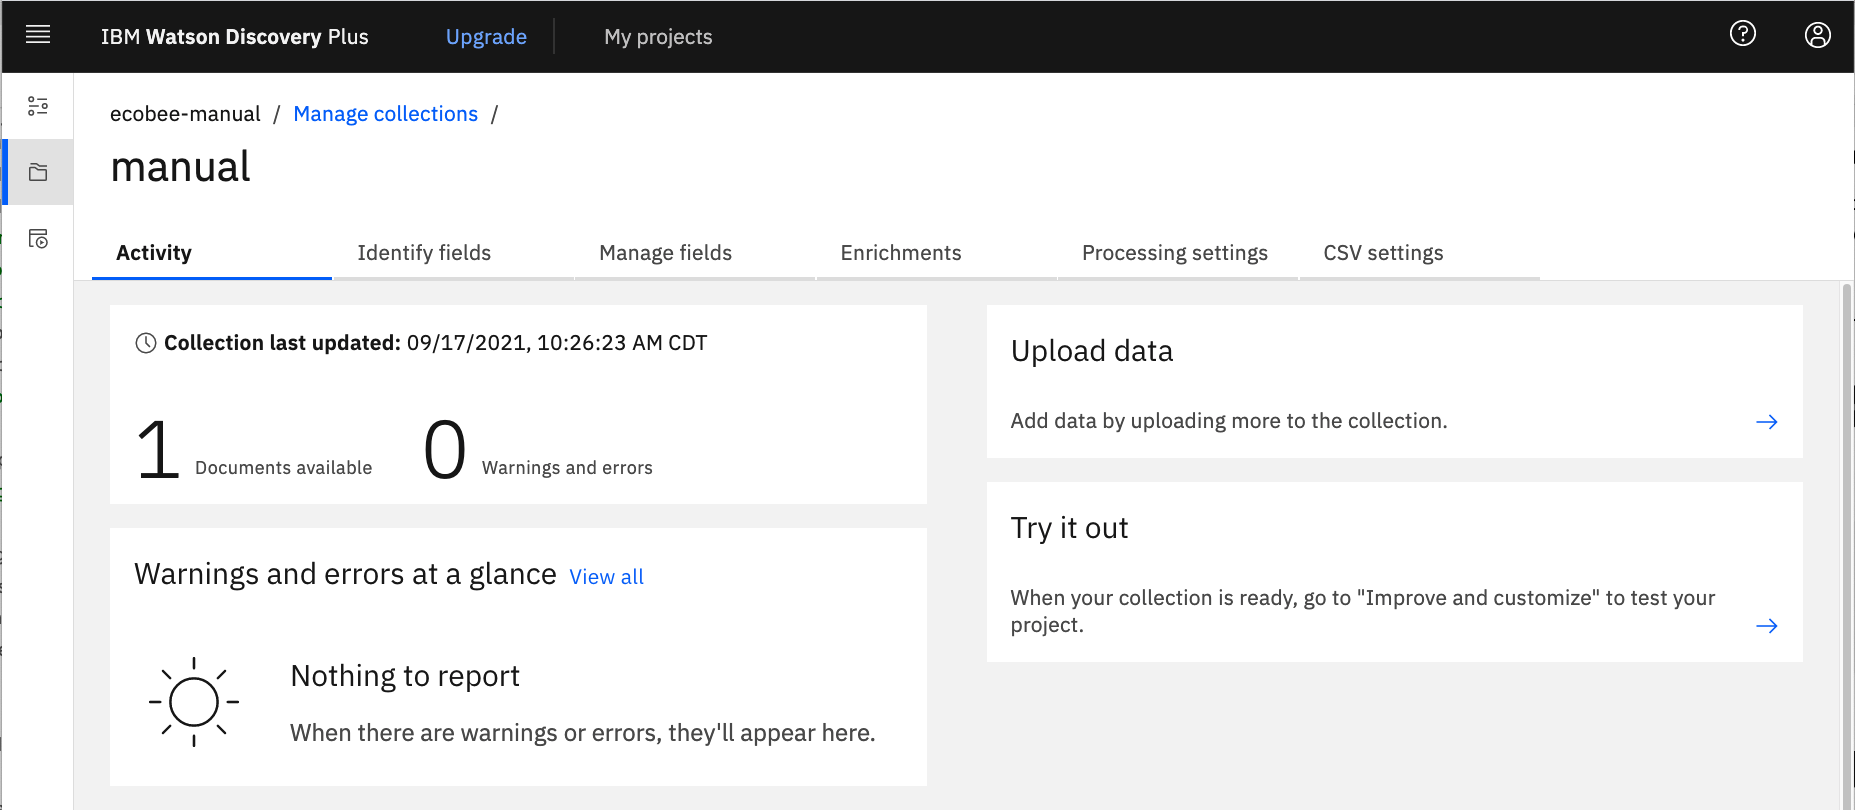 IBM Watson Discovery Plus Upgrade My projects
ecobee-manual / Manage collections /
manual
Activity Identify fields Manage fields Enrichments Processing settings CSV settings
Collection last updated: 09/17/2021, 10:26:23 AM CDT
1 Documents available 0 Warnings and errors
Warnings and errors at a glance View all
Nothing to report
When there are warnings or errors, they'll appear here.
Upload data
Add data by uploading more to the collection.
Try it out
When your collection is ready, go to "Improve and customize" to test your
project.